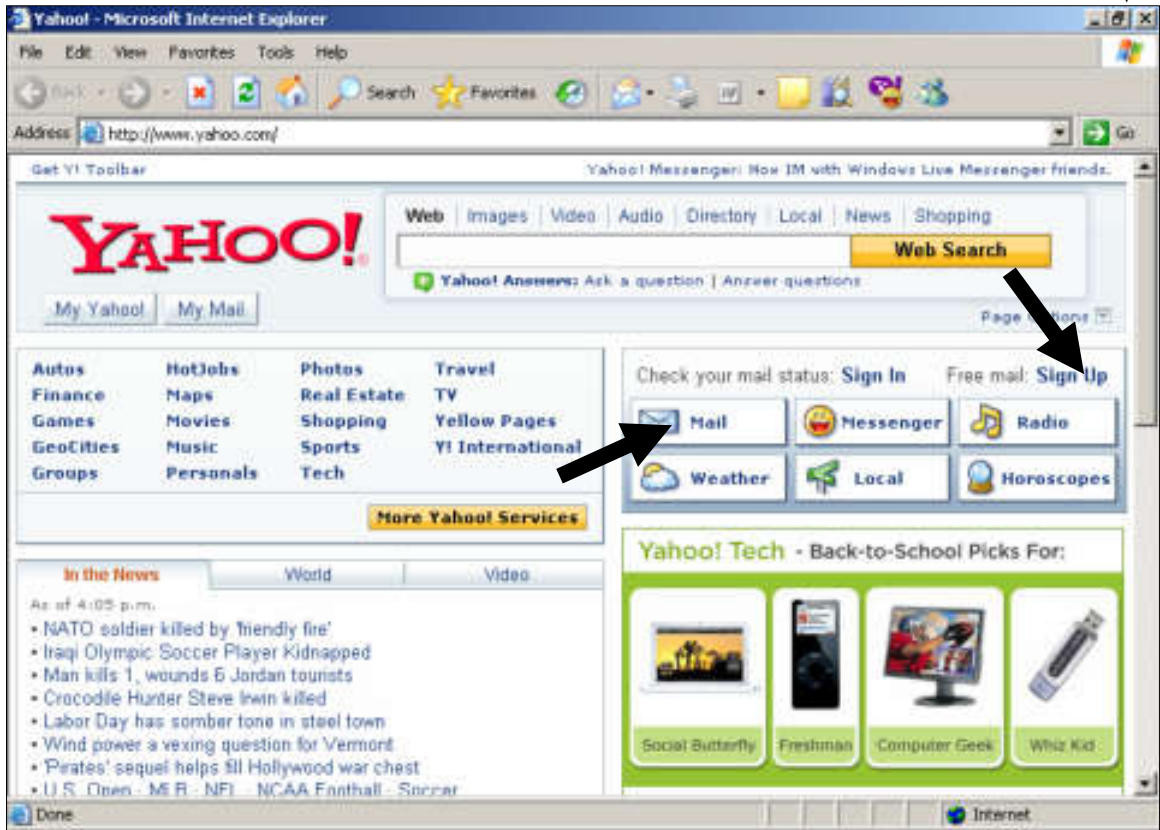 Yahoo! - Microsoft Internet Explorer
File Edit View Favorites Tools Help
Back Search Favorites
Address http://www.yahoo.com/ Go
Get Y! Toolbar Yahoo! Messenger: Now IM with Windows Live Messenger friends.
YAHOO!
Web Images Video Audio Directory Local News Shopping
Web Search
Yahoo! Answers: Ask a question | Answer questions
My Yahoo! My Mail
Page
Autos HotJobs Photos Travel
Finance Maps Real Estate TV
Games Movies Shopping Yellow Pages
GeoCities Music Sports Y! International
Groups Personals Tech
More Yahoo! Services
Check your mail status: Sign In Free mail: Sign Up
Mail Messenger Radio
Weather Local Horoscopes
In the News World Video
As of 4:05 p.m.
• NATO soldier killed by 'friendly fire'
• Iraqi Olympic Soccer Player Kidnapped
• Man kills 1, wounds 6 Jordan tourists
• Crocodile Hunter Steve Irwin killed
• Labor Day has somber tone in steel town
• Wind power a vexing question for Vermont
• 'Pirates' sequel helps fill Hollywood war chest
• U.S. Open · MLB · NFL · NCAA Football · Soccer
Yahoo! Tech - Back-to-School Picks For:
Social Butterfly Freshman Computer Geek Whiz Kid
Done Internet